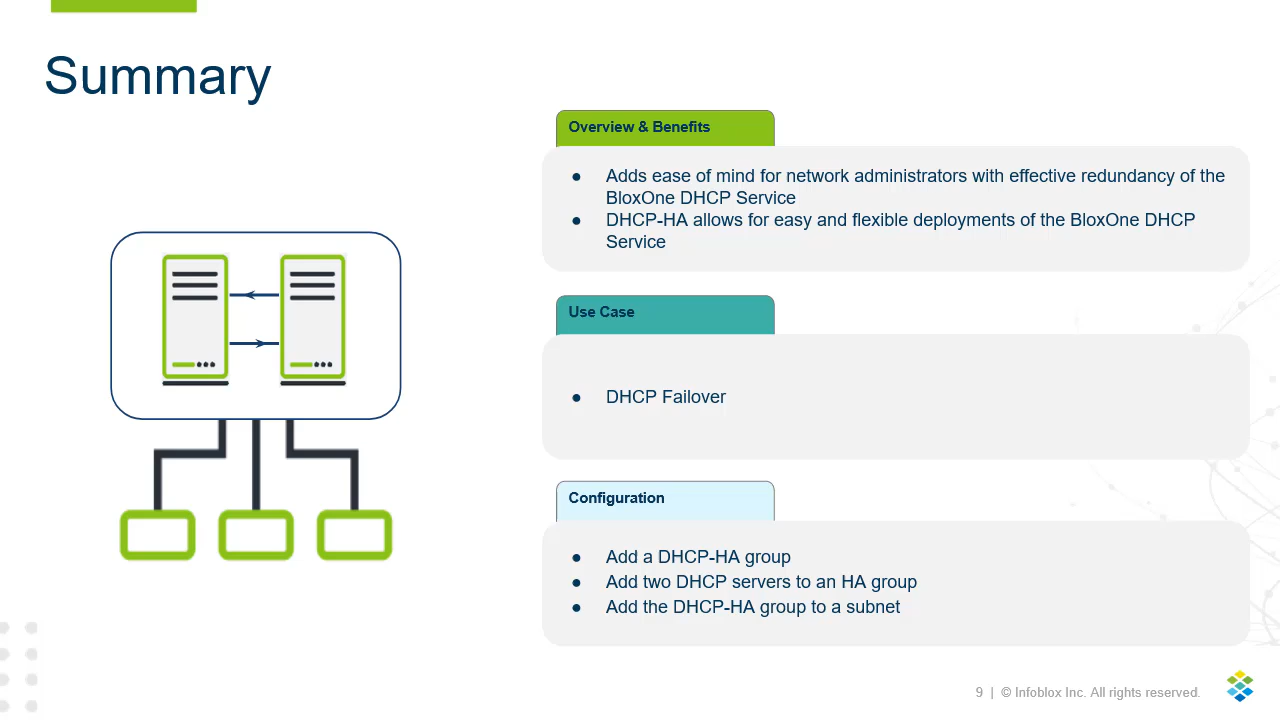 Summary
Overview & Benefits
● Adds ease of mind for network administrators with effective redundancy of the
BloxOne DHCP Service
● DHCP-HA allows for easy and flexible deployments of the BloxOne DHCP
Service
Use Case
● DHCP Failover
Configuration
● Add a DHCP-HA group
● Add two DHCP servers to an HA group
● Add the DHCP-HA group to a subnet
9 | © Infoblox Inc. All rights reserved.